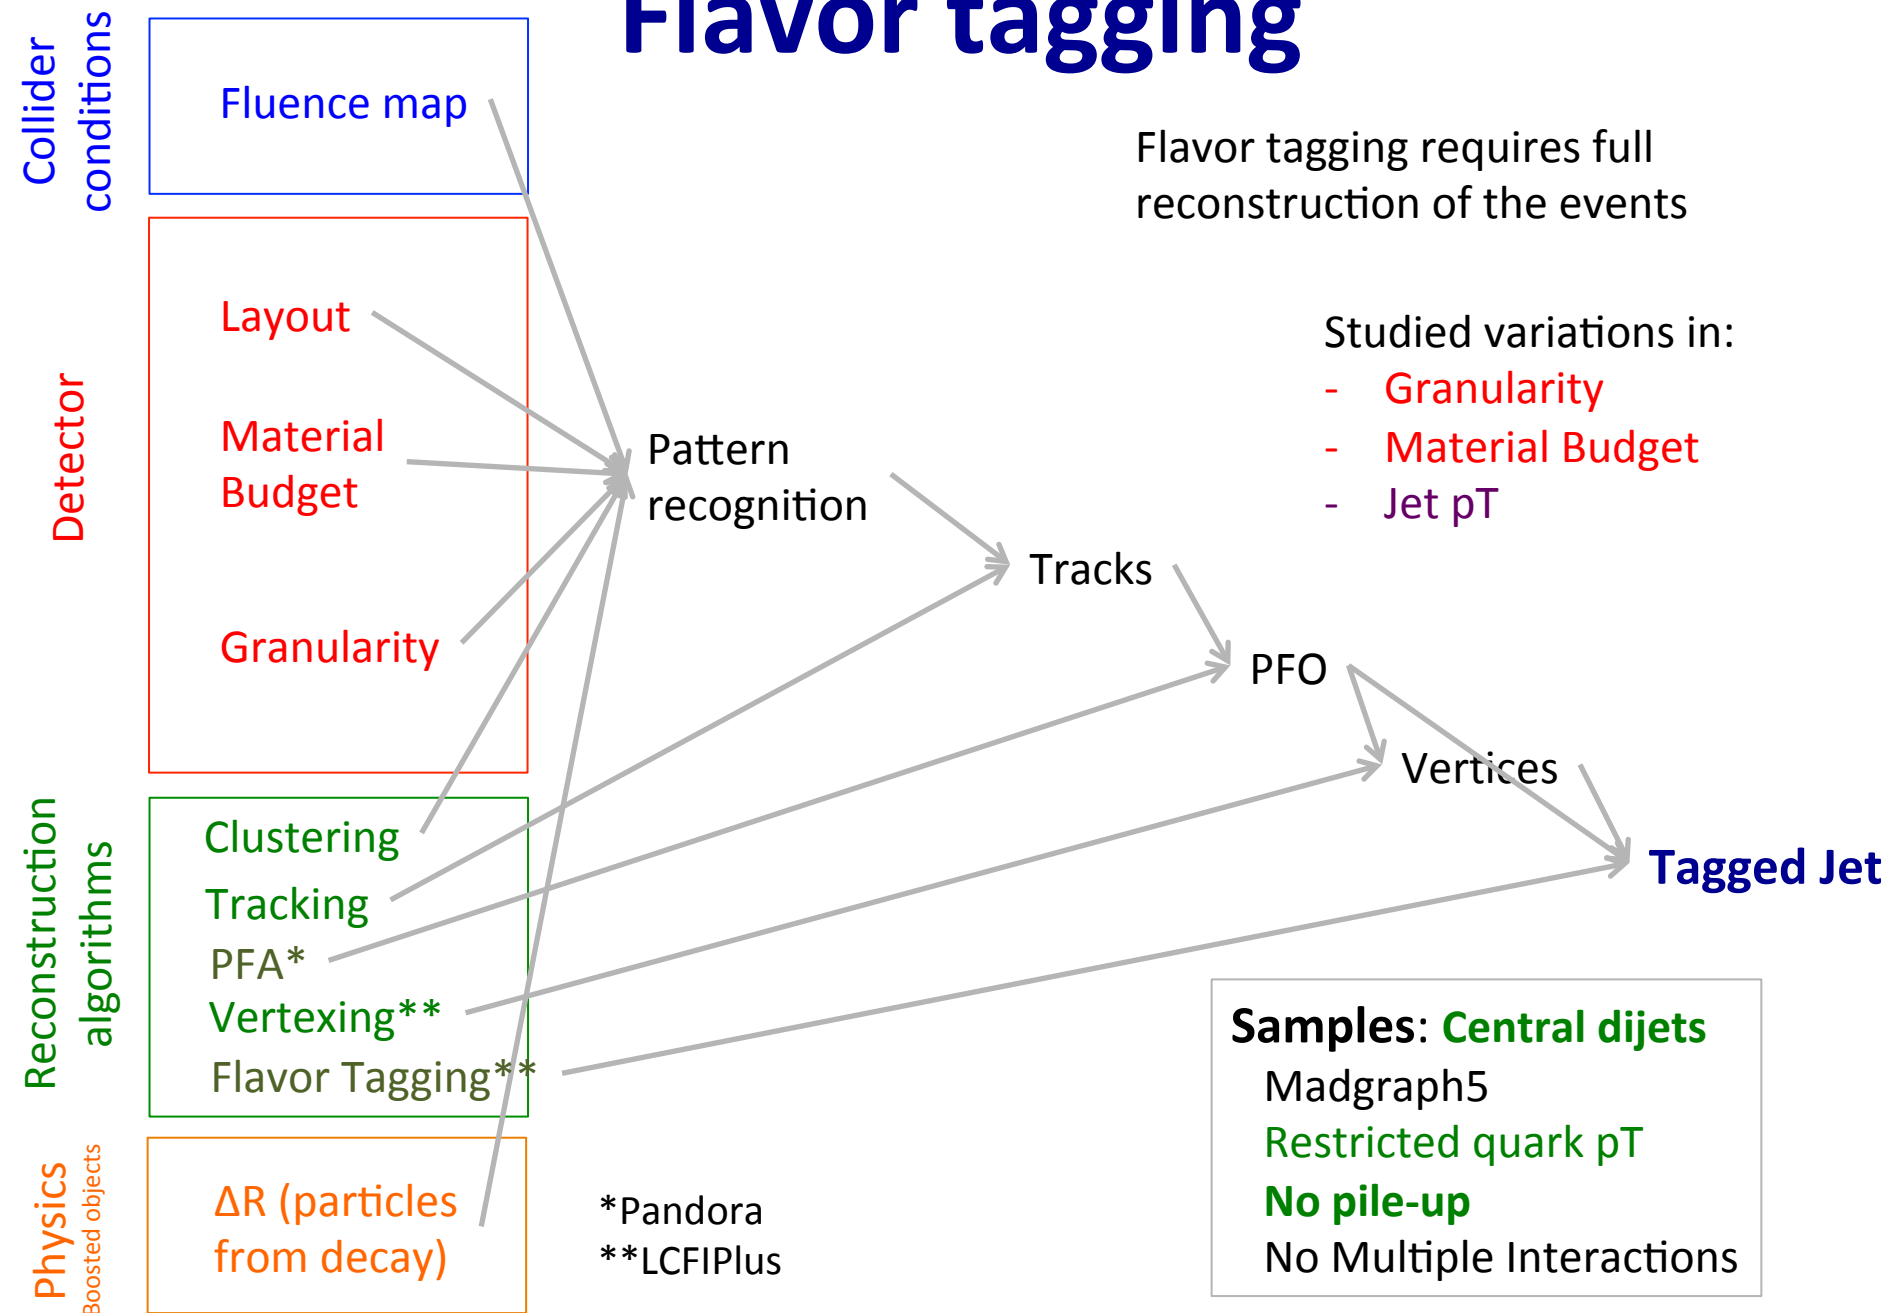 Flavor tagging
Collider
conditions
Fluence map
Flavor tagging requires full
reconstruction of the events
Detector
Layout
Material
Budget
Granularity
Studied variations in:
- Granularity
- Material Budget
- Jet pT
Pattern
recognition
Tracks
PFO
Vertices
Tagged Jet
Reconstruction
algorithms
Clustering
Tracking
PFA*
Vertexing**
Flavor Tagging**
Physics
Boosted objects
ΔR (particles
from decay)
*Pandora
**LCFIPlus
Samples: Central dijets
Madgraph5
Restricted quark pT
No pile-up
No Multiple Interactions